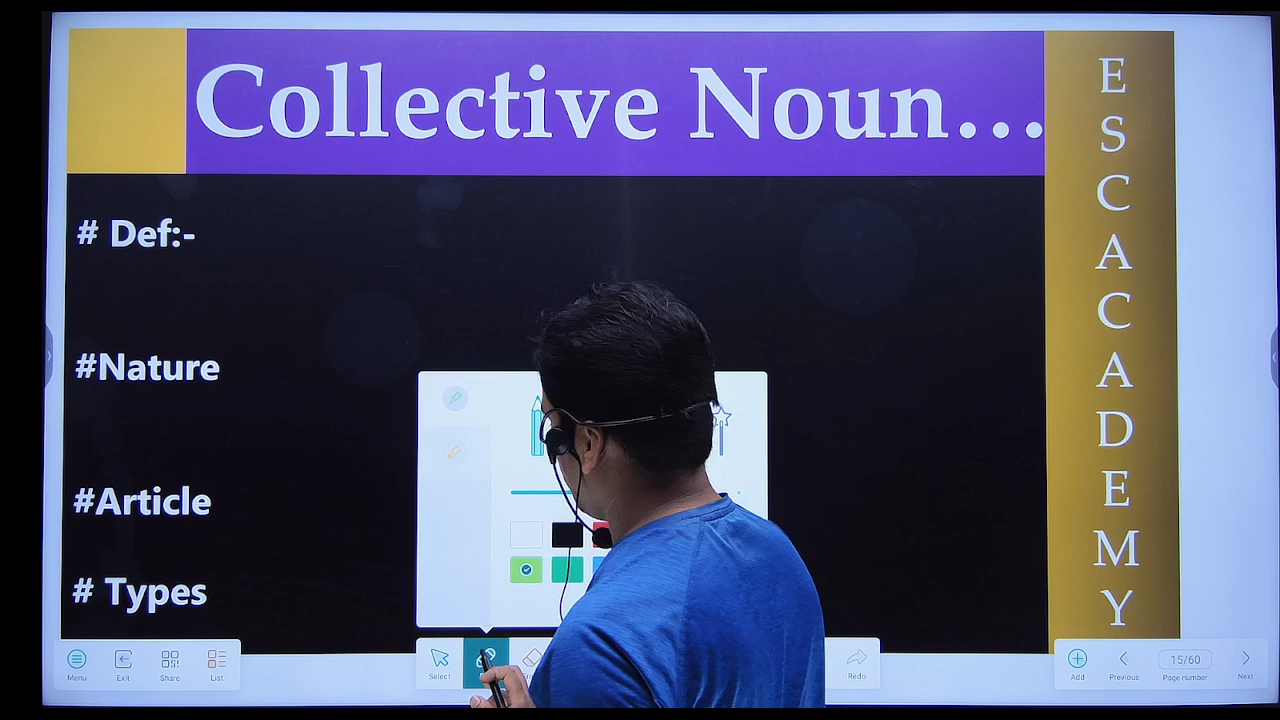 Collective Noun...
# Def:-
#Nature
#Article
# Types
ESCACADEMY
Menu
Exit
Share
List
Select
Redo
Add
Previous
15/60
Page number
Next